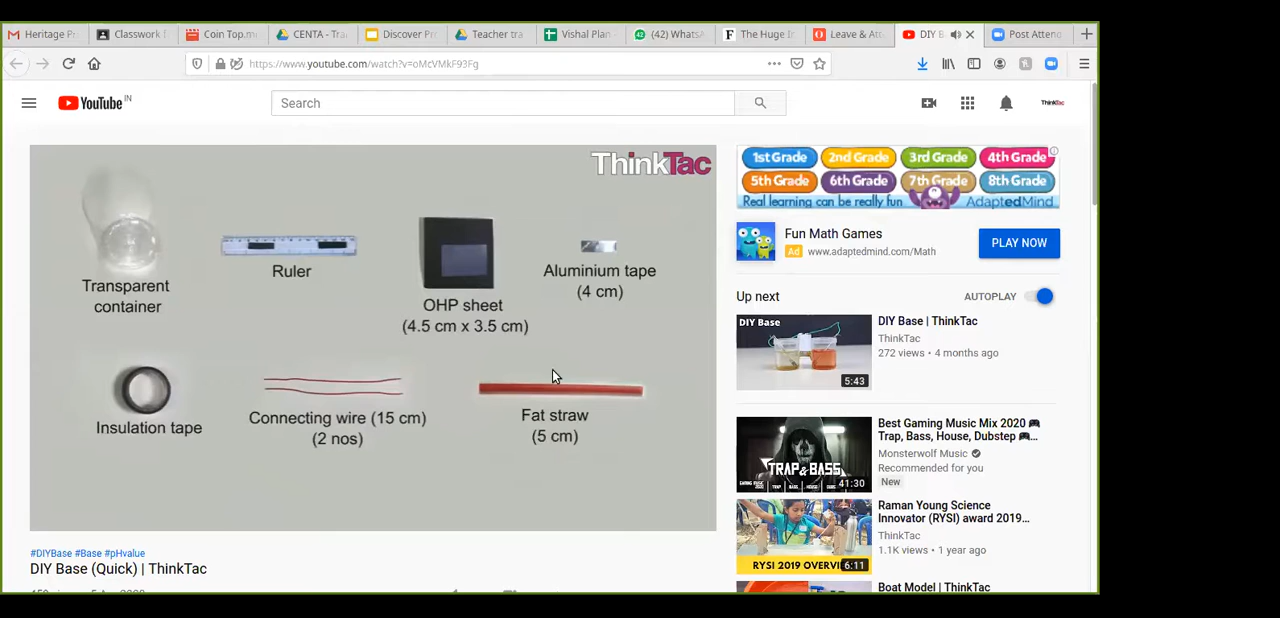 Heritage Pr
Classwork f
Coin Top.m
CENTA - Tra
Discover Pr
Teacher tra
Vishal Plan -
(42) WhatsA
The Huge I
Leave & Att
DIY B
Post Atten
https://www.youtube.com/watch?v=oMcVMkF93Fg
YouTube IN
Search
ThinkTac
ThinkTac
Transparent
container
Ruler
OHP sheet
(4.5 cm x 3.5 cm)
Aluminium tape
(4 cm)
Insulation tape
Connecting wire (15 cm)
(2 nos)
Fat straw
(5 cm)
#DIYBase #Base #pHvalue
DIY Base (Quick) | ThinkTac
1st Grade 2nd Grade 3rd Grade 4th Grade
5th Grade 6th Grade 7th Grade 8th Grade
Real learning can be really fun AdaptedMind
Fun Math Games
Ad www.adaptedmind.com/Math
PLAY NOW
Up next
AUTOPLAY
DIY Base
5:43
DIY Base | ThinkTac
ThinkTac
272 views • 4 months ago
TRAP & BASS
41:30
Best Gaming Music Mix 2020
Trap, Bass, House, Dubstep
Monsterwolf Music
Recommended for you
New
RYSI 2019 OVERVI
6:11
Raman Young Science
Innovator (RYSI) award 2019...
ThinkTac
1.1K views • 1 year ago
Boat Model | ThinkTac